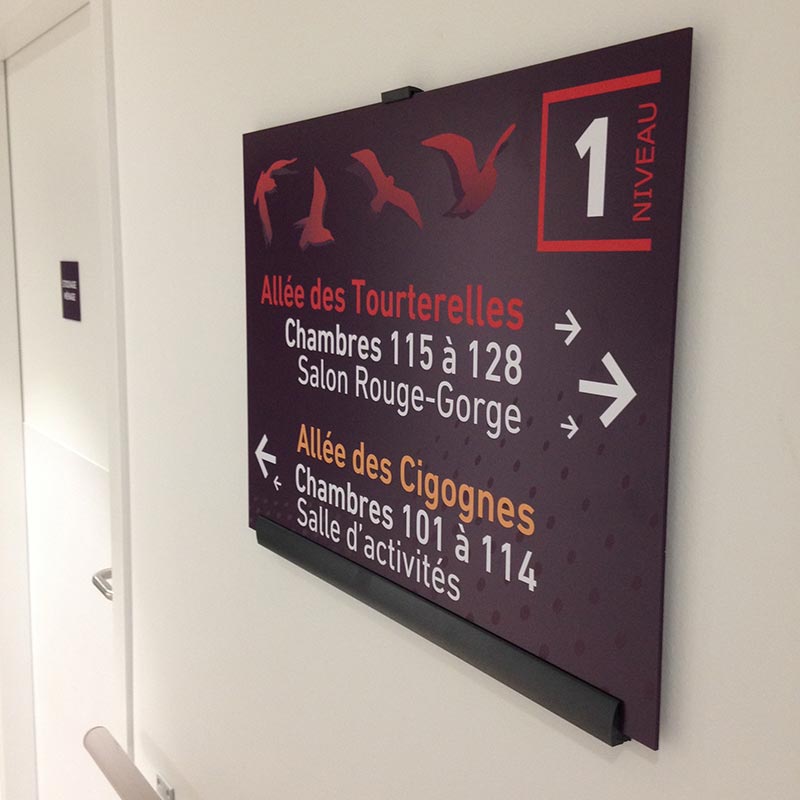 1
NIVEAU
Allée des Tourterelles
Chambres 115 à 128
Salon Rouge-Gorge
Allée des Cigognes
Chambres 101 à 114
Salle d'activités
MÉNAGE